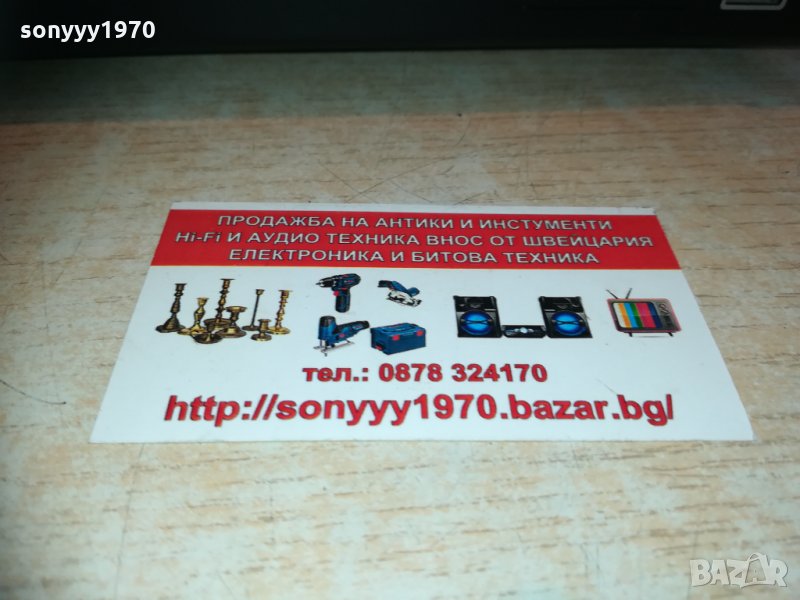 sonyyy1970
ПРОДАЖБА НА АНТИКИ И ИНСТУМЕНТИ
Hi-Fi И АУДИО ТЕХНИКА ВНОС ОТ ШВЕЙЦАРИЯ
ЕЛЕКТРОНИКА И БИТОВА ТЕХНИКА
тел.: 0878 324170
http://sonyyy1970.bazar.bg/
BAZAR